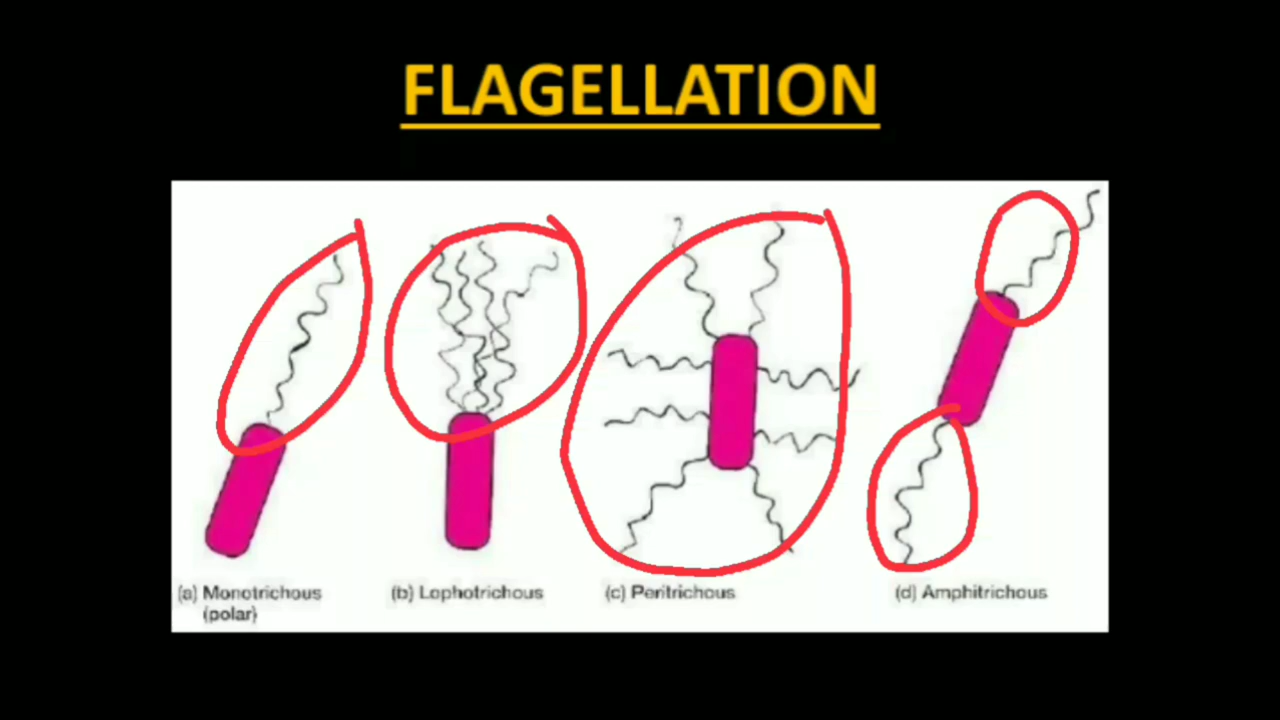 FLAGELLATION
(a) Monotrichous
(polar)
(b) Lophotrichous
(c) Peritrichous
(d) Amphitrichous